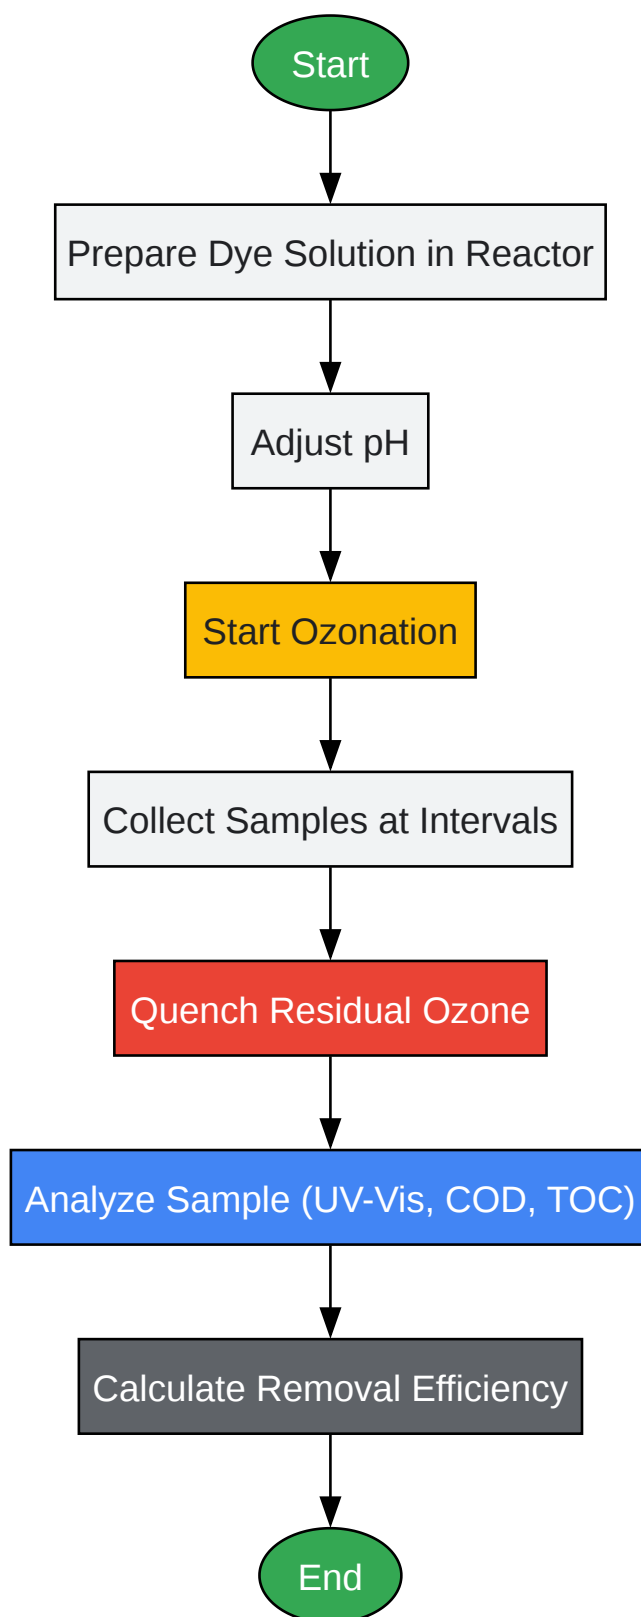 Start
Prepare Dye Solution in Reactor
Adjust pH
Start Ozonation
Collect Samples at Intervals
Quench Residual Ozone
Analyze Sample (UV-Vis, COD, TOC)
Calculate Removal Efficiency
End